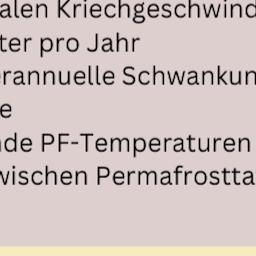 alen Kriechgeschwind
ter pro Jahr
rannuelle Schwankun
e
de PF-Temperaturen
wischen Permafrostta